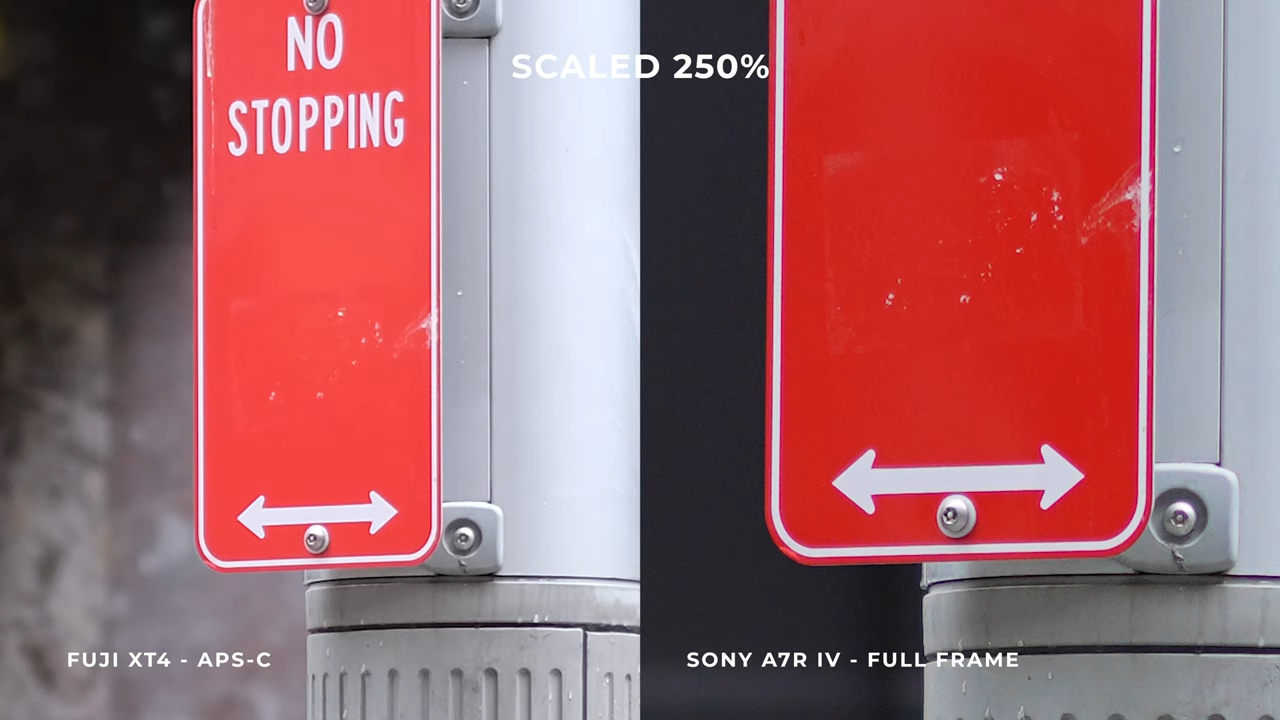 SCALED 250%
NO
STOPPING
FUJI XT4 - APS-C
SONY A7R IV - FULL FRAME